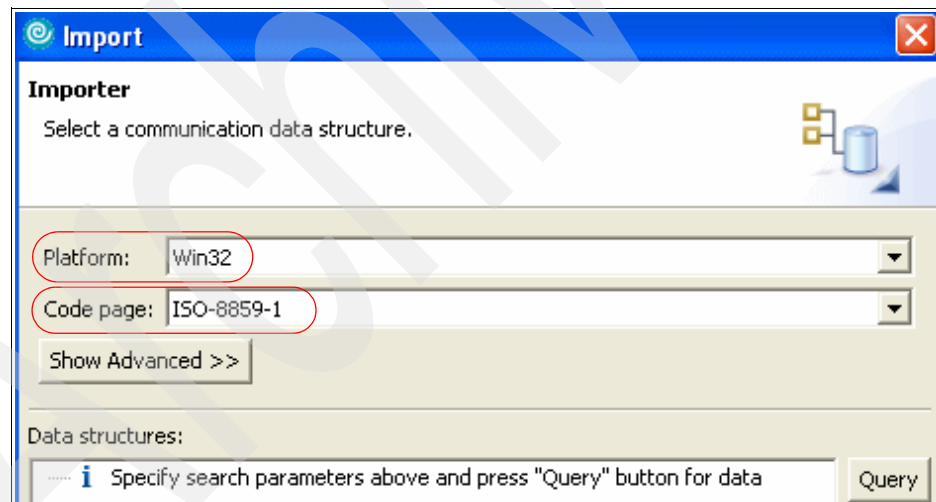 Import
Importer
Select a communication data structure.
Platform: Win32
Code page: ISO-8859-1
Show Advanced >>
Data structures:
Specify search parameters above and press "Query" button for data
Query